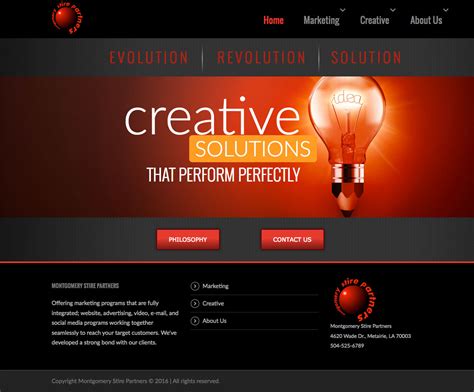 montgomery stire partners
Home Marketing Creative About Us
EVOLUTION REVOLUTION SOLUTION
creative
SOLUTIONS
THAT PERFORM PERFECTLY
idea
PHILOSOPHY CONTACT US
MONTGOMERY STIRE PARTNERS
Offering marketing programs that are fully
integrated; website, advertising, video, e-mail, and
social media programs working together
seamlessly to reach your target customers. We've
developed a strong bond with our clients.
Marketing
Creative
About Us
montgomery stire partners
Montgomery Stire Partners
4620 Wade Dr., Metairie, LA 70003
504-525-6789
Copyright Montgomery Stire Partners © 2016 | All rights reserved.